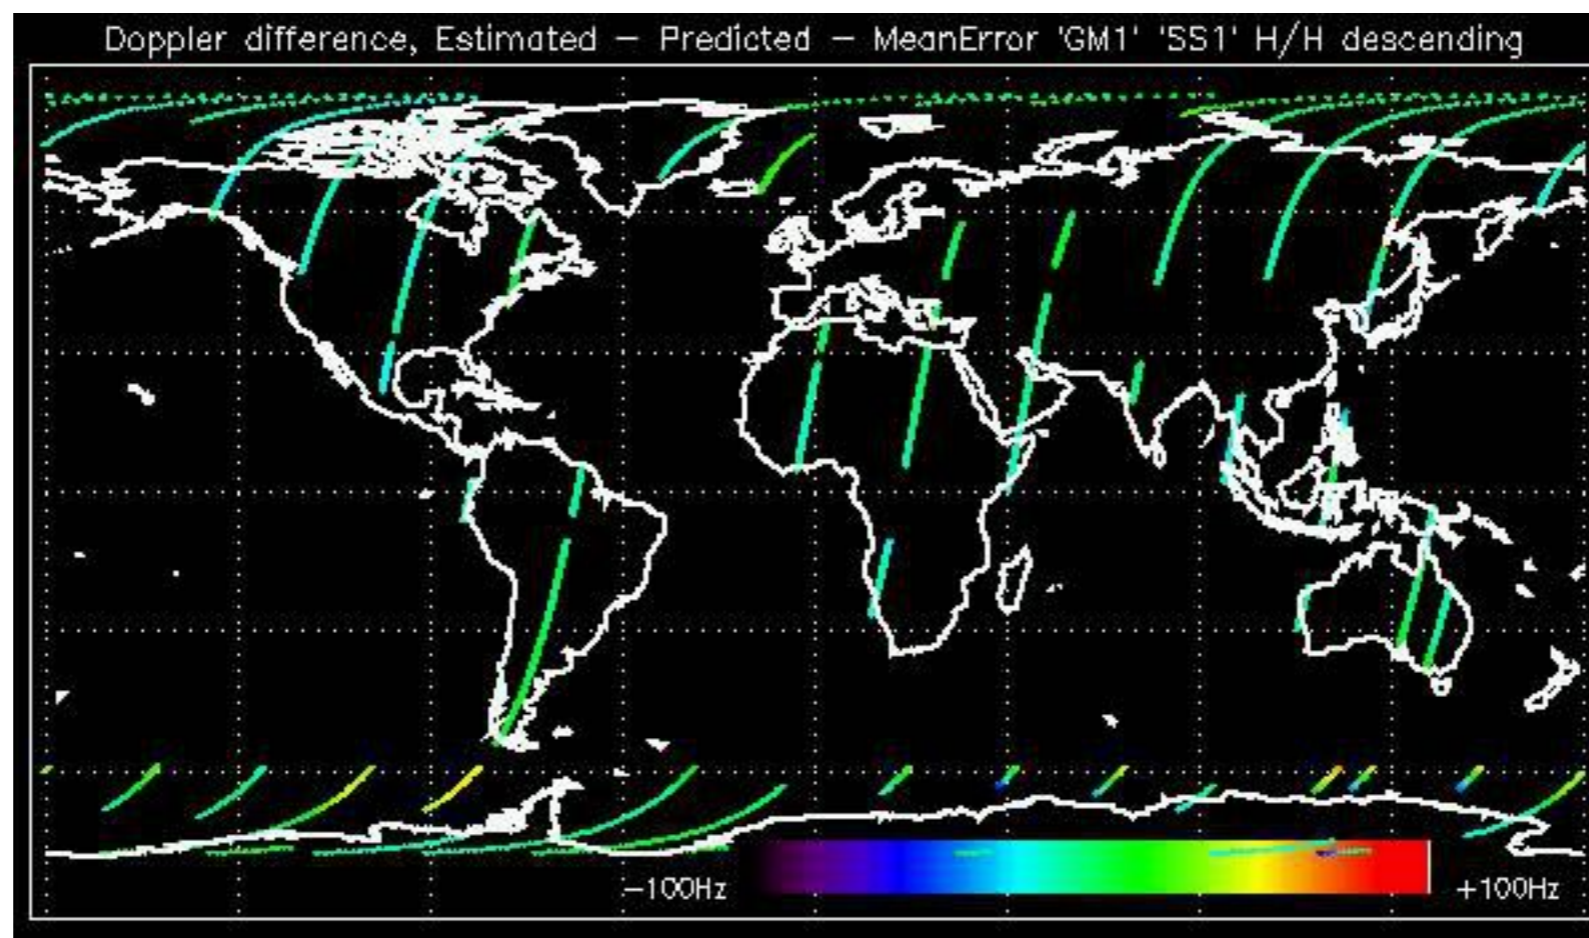 Doppler difference, Estimated – Predicted – MeanError 'GM1' 'SS1' H/H descending
–100Hz
+100Hz